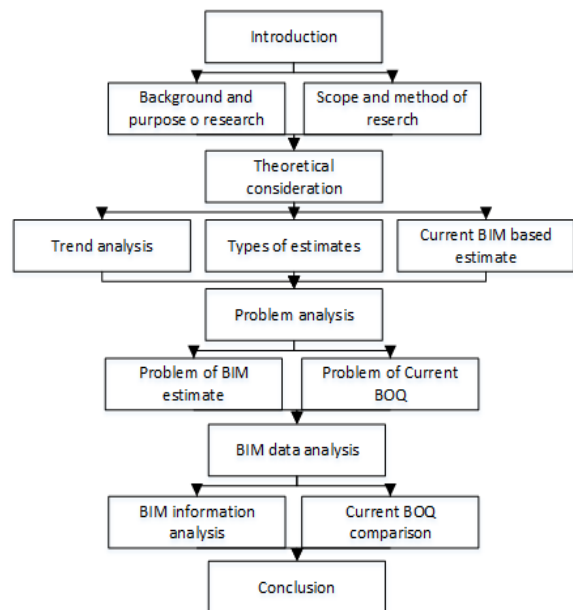 Introduction
Background and
purpose o research
Scope and method of
reserch
Theoretical
consideration
Trend analysis
Types of estimates
Current BIM based
estimate
Problem analysis
Problem of BIM
estimate
Problem of Current
BOQ
BIM data analysis
BIM information
analysis
Current BOQ
comparison
Conclusion